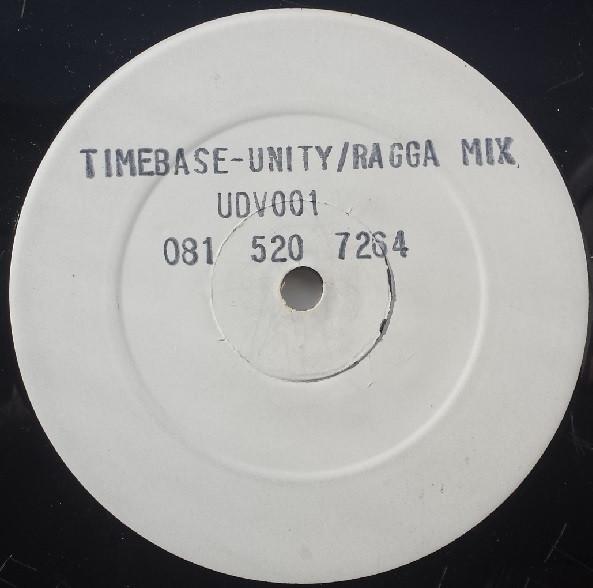 TIMEBASE-UNITY/RAGGA MIX
UDV001
081 520 7264